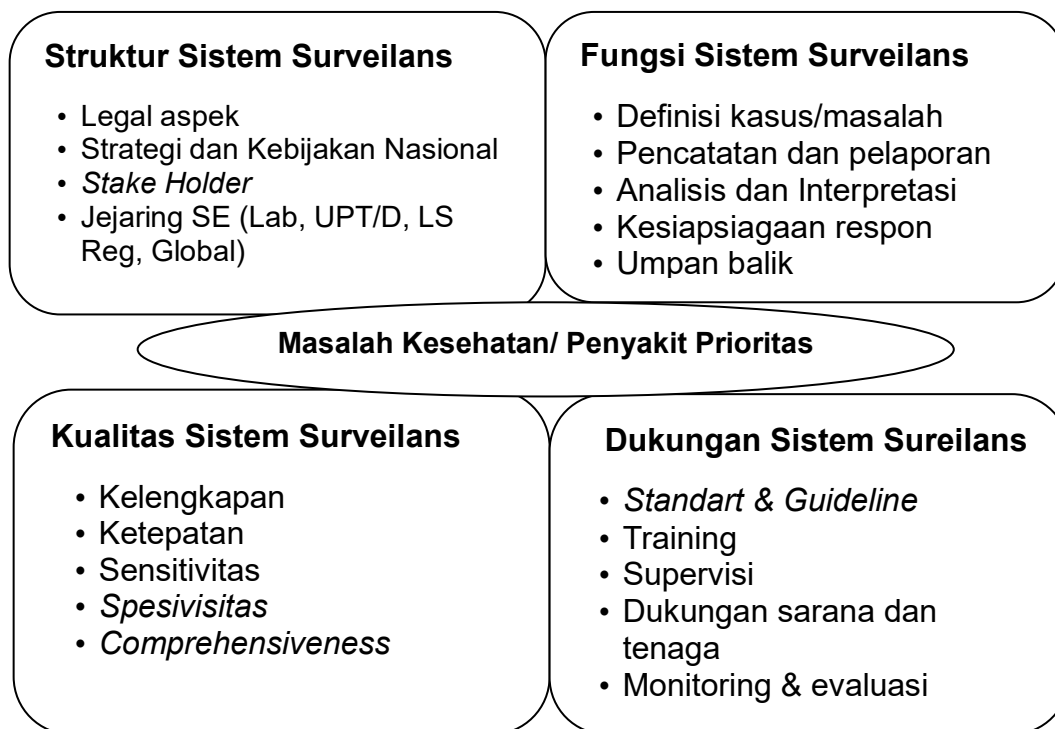 Struktur Sistem Surveilans
• Legal aspek
• Strategi dan Kebijakan Nasional
• Stake Holder
• Jejaring SE (Lab, UPT/D, LS
Reg, Global)
Fungsi Sistem Surveilans
• Definisi kasus/masalah
• Pencatatan dan pelaporan
• Analisis dan Interpretasi
• Kesiapsiagaan respon
• Umpan balik
Masalah Kesehatan/ Penyakit Prioritas
Kualitas Sistem Surveilans
• Kelengkapan
• Ketepatan
• Sensitivitas
• Spesivisitas
• Comprehensiveness
Dukungan Sistem Sureilans
• Standart & Guideline
• Training
• Supervisi
• Dukungan sarana dan
tenaga
• Monitoring & evaluasi